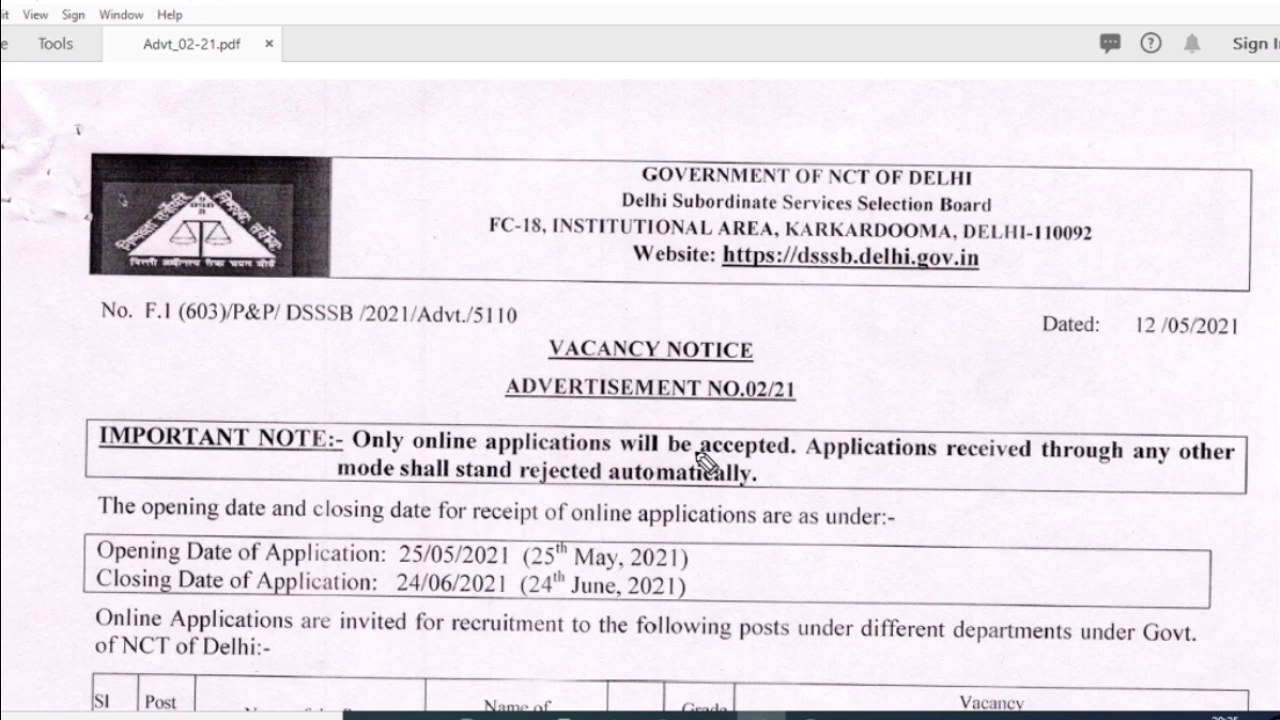 it View Sign Window Help
e Tools Advt_02-21.pdf × Sign I
GOVERNMENT OF NCT OF DELHI
Delhi Subordinate Services Selection Board
FC-18, INSTITUTIONAL AREA, KARKARDOOMA, DELHI-110092
Website: https://dsssb.delhi.gov.in
No. F.1 (603)/P&P/ DSSSB /2021/Advt./5110
Dated: 12 /05/2021
VACANCY NOTICE
ADVERTISEMENT NO.02/21
IMPORTANT NOTE:- Only online applications will be accepted. Applications received through any other
mode shall stand rejected automatically.
The opening date and closing date for receipt of online applications are as under:-
Opening Date of Application: 25/05/2021 (25th May, 2021)
Closing Date of Application: 24/06/2021 (24th June, 2021)
Online Applications are invited for recruitment to the following posts under different departments under Govt.
of NCT of Delhi:-
Sl Post Name of Grade Vacancy